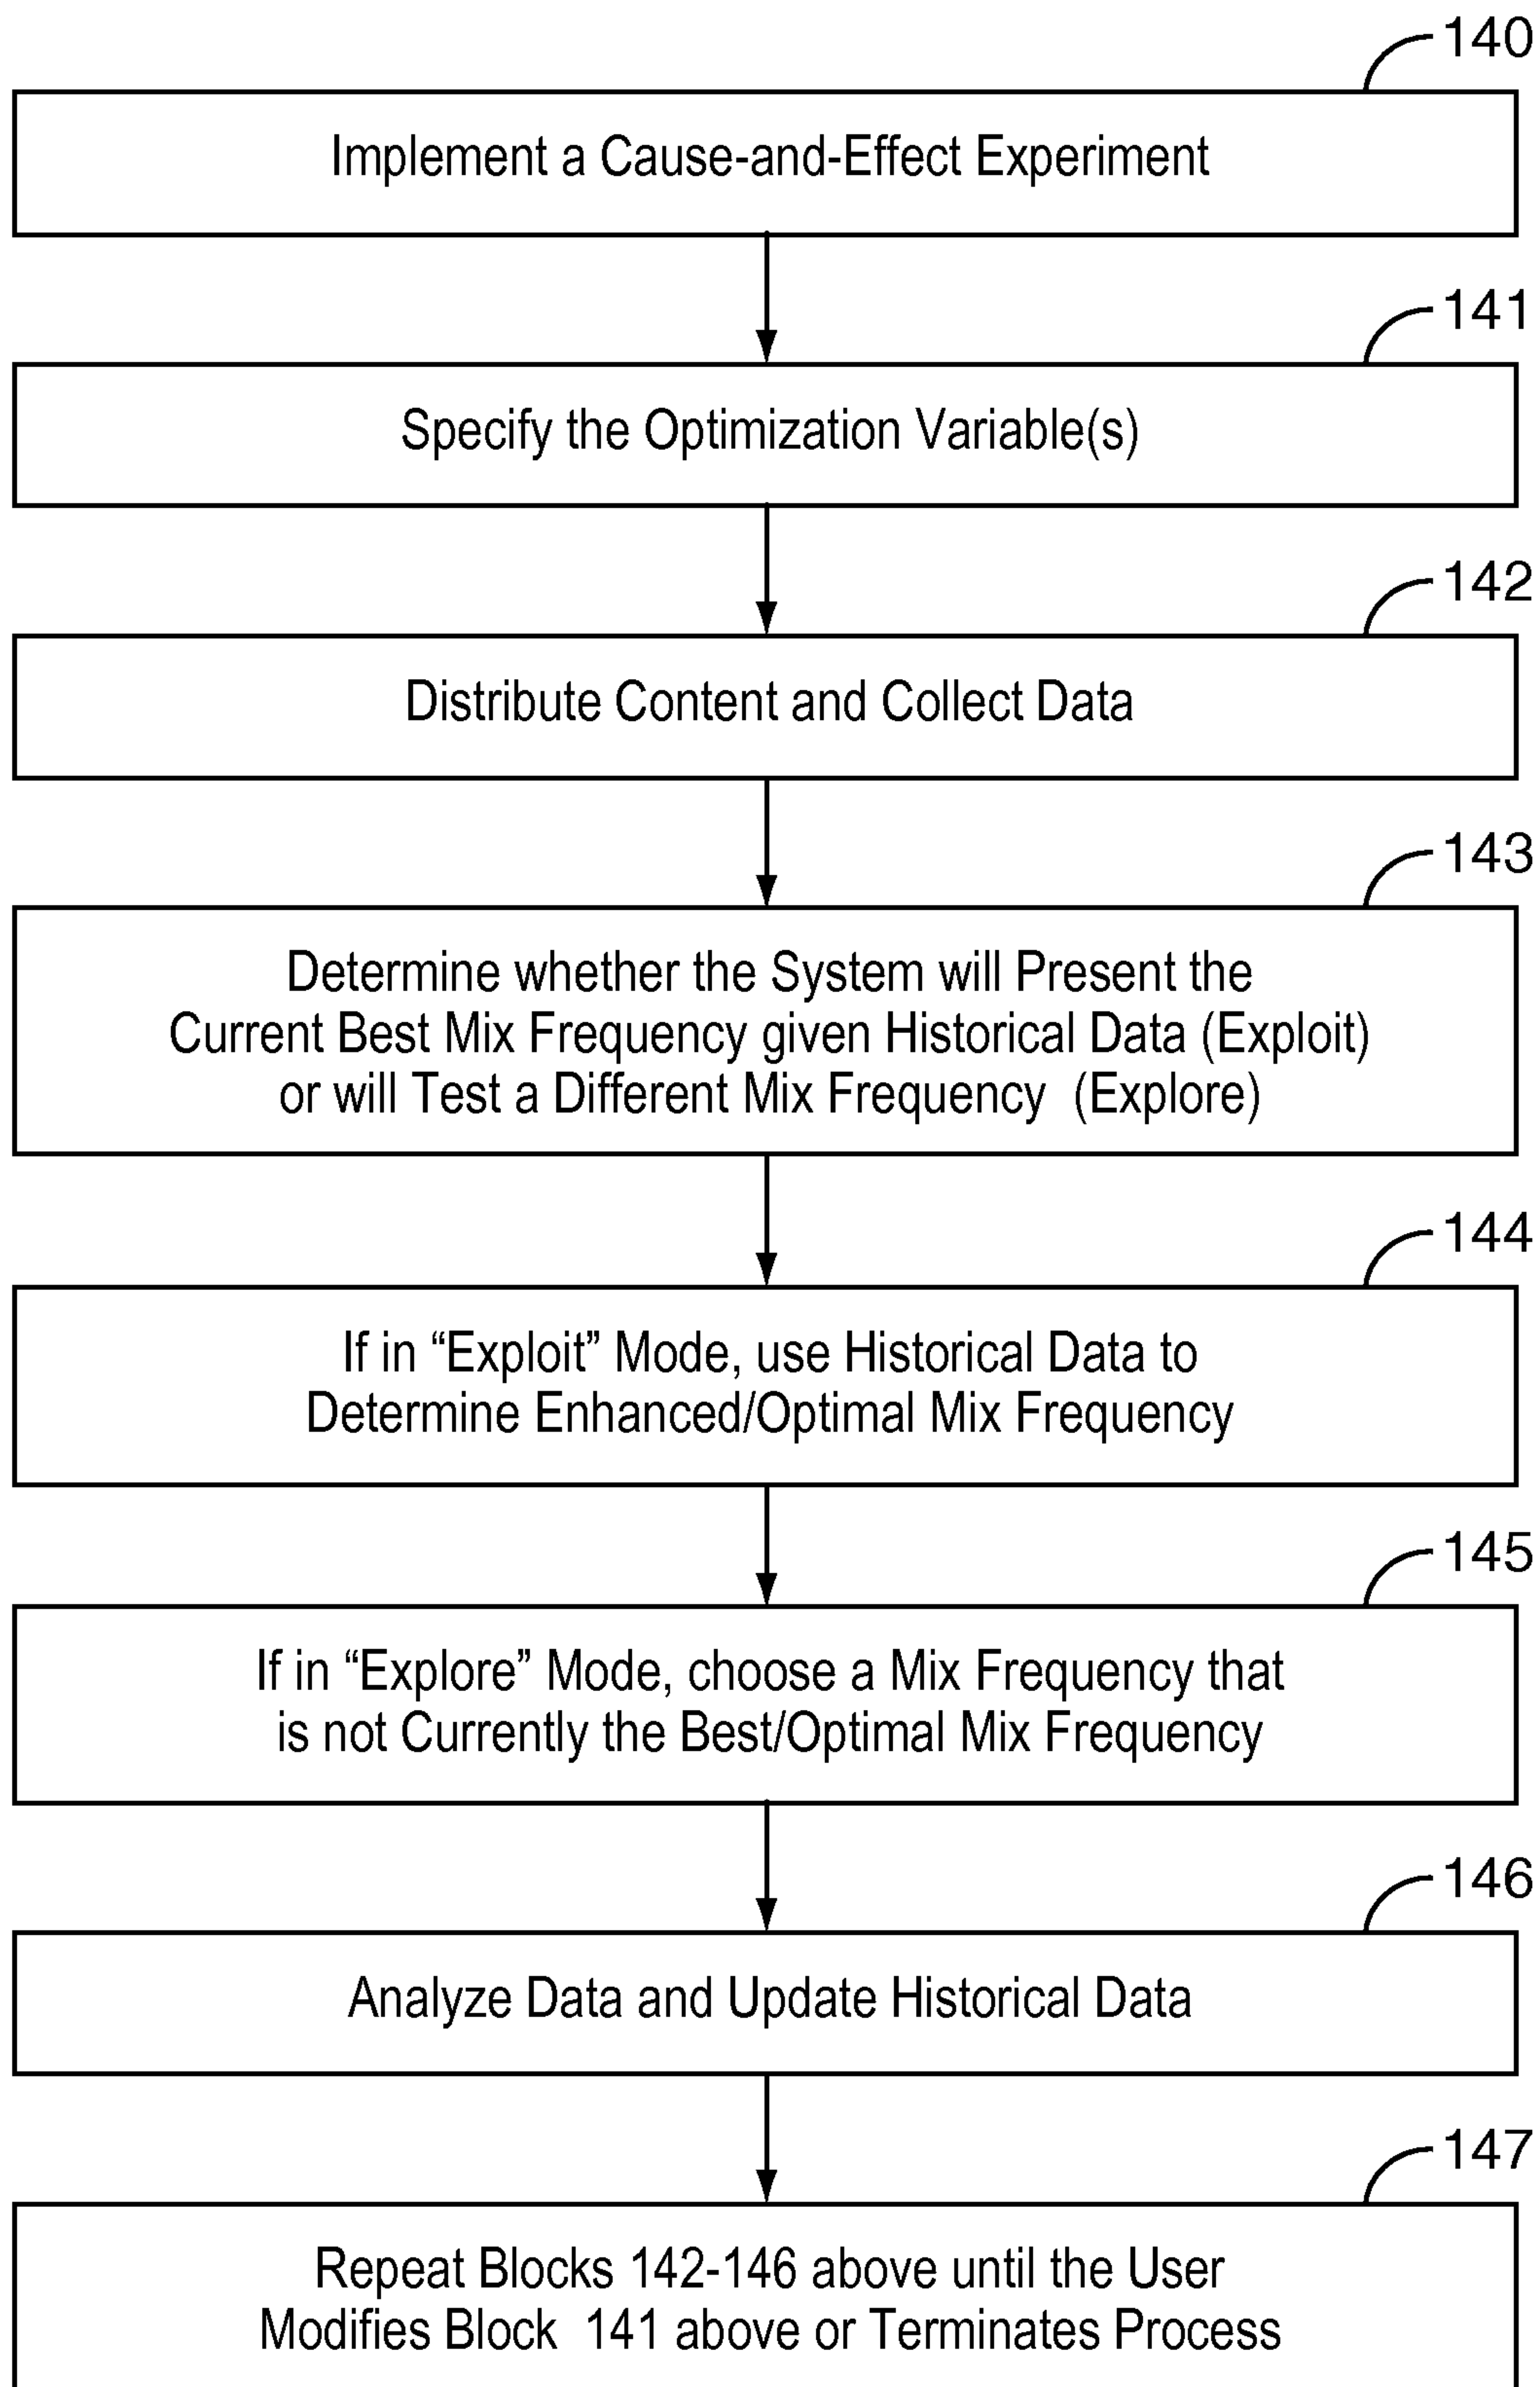 140
Implement a Cause-and-Effect Experiment
141
Specify the Optimization Variable(s)
142
Distribute Content and Collect Data
143
Determine whether the System will Present the
Current Best Mix Frequency given Historical Data (Exploit)
or will Test a Different Mix Frequency (Explore)
144
If in “Exploit” Mode, use Historical Data to
Determine Enhanced/Optimal Mix Frequency
145
If in “Explore” Mode, choose a Mix Frequency that
is not Currently the Best/Optimal Mix Frequency
146
Analyze Data and Update Historical Data
147
Repeat Blocks 142-146 above until the User
Modifies Block 141 above or Terminates Process